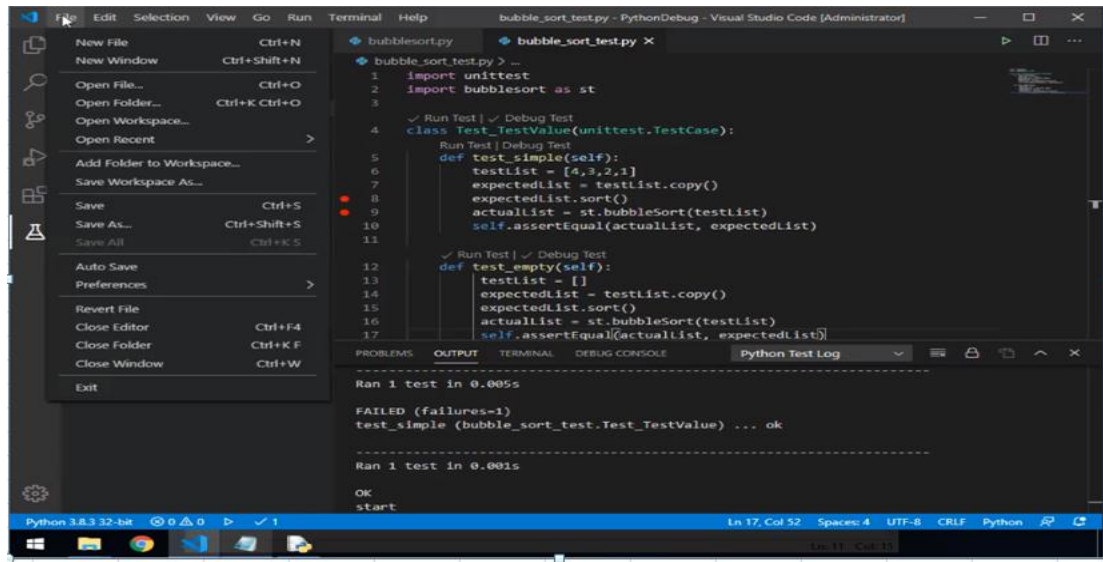 File Edit Selection View Go Run Terminal Help bubble_sort_test.py - PythonDebug - Visual Studio Code [Administrator]
New File Ctrl+N
New Window Ctrl+Shift+N
Open File... Ctrl+O
Open Folder... Ctrl+K Ctrl+O
Open Workspace...
Open Recent >
Add Folder to Workspace...
Save Workspace As...
Save Ctrl+S
Save As... Ctrl+Shift+S
Save All Ctrl+K S
Auto Save
Preferences >
Revert File
Close Editor Ctrl+F4
Close Folder Ctrl+K F
Close Window Ctrl+W
Exit
bubblesort.py bubble_sort_test.py ×
bubble_sort_test.py > ...
1 import unittest
2 import bubblesort as st
3
✓ Run Test | ✓ Debug Test
4 class Test_TestValue(unittest.TestCase):
Run Test | Debug Test
5 def test_simple(self):
6 testList = [4,3,2,1]
7 expectedList = testList.copy()
8 expectedList.sort()
9 actualList = st.bubbleSort(testList)
10 self.assertEqual(actualList, expectedList)
11
✓ Run Test | ✓ Debug Test
12 def test_empty(self):
13 testList = []
14 expectedList = testList.copy()
15 expectedList.sort()
16 actualList = st.bubbleSort(testList)
17 self.assertEqual(actualList, expectedList)
PROBLEMS OUTPUT TERMINAL DEBUG CONSOLE Python Test Log
----------------------------------------------------------------------
Ran 1 test in 0.005s
FAILED (failures=1)
test_simple (bubble_sort_test.Test_TestValue) ... ok
----------------------------------------------------------------------
Ran 1 test in 0.001s
OK
start
Python 3.8.3 32-bit 0 0 ✓ 1 Ln 17, Col 52 Spaces: 4 UTF-8 CRLF Python
Ln: 11 Col: 15